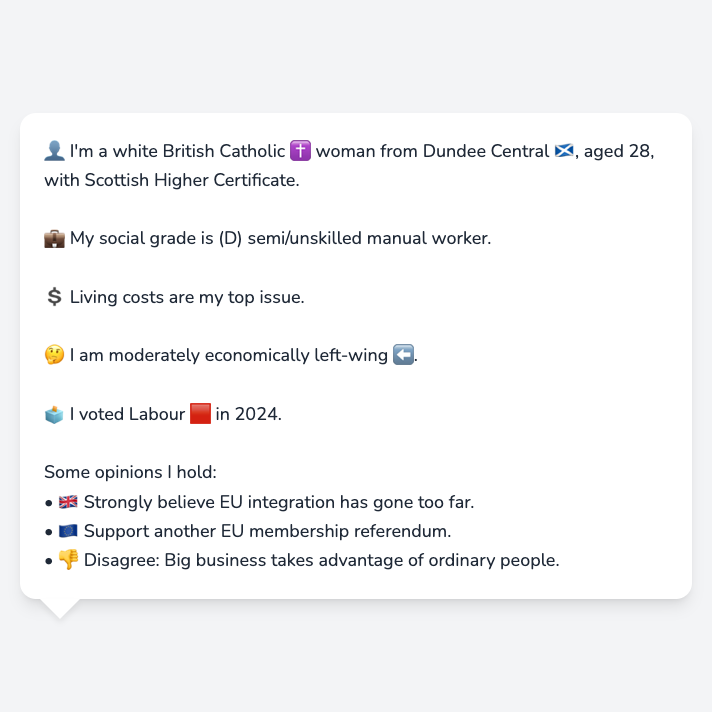 👤 I'm a white British Catholic ✝️ woman from Dundee Central 🏴󠁧󠁢󠁳󠁣󠁴󠁿, aged 28,
with Scottish Higher Certificate.
💼 My social grade is (D) semi/unskilled manual worker.
💲 Living costs are my top issue.
🤔 I am moderately economically left-wing ⬅️.
🗳️ I voted Labour 🟥 in 2024.
Some opinions I hold:
• 🇬🇧 Strongly believe EU integration has gone too far.
• 🇪🇺 Support another EU membership referendum.
• 👎 Disagree: Big business takes advantage of ordinary people.